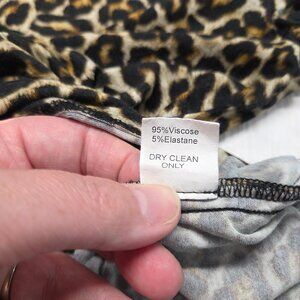 95%Viscose
5%Elastane
DRY CLEAN
ONLY